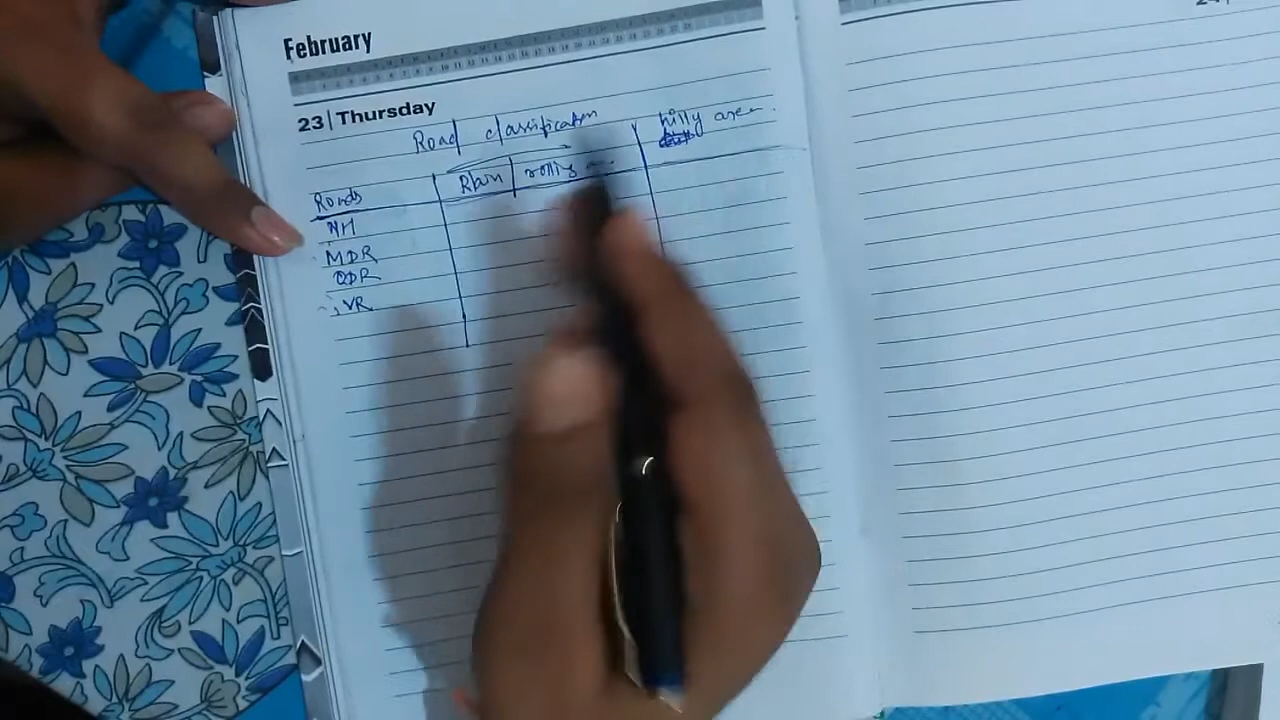 February
23 | Thursday
Road classification
hilly area.
Roads
Plain | rolling
NH
MDR
ODR
VR